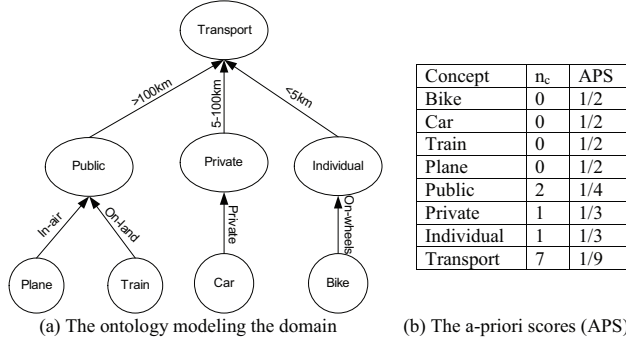 Transport
>100km
5-100km
<5km
Public
Private
Individual
In-air
On-land
Private
On-wheels
Plane
Train
Car
Bike
(a) The ontology modeling the domain
Concept n_c APS
Bike 0 1/2
Car 0 1/2
Train 0 1/2
Plane 0 1/2
Public 2 1/4
Private 1 1/3
Individual 1 1/3
Transport 7 1/9
(b) The a-priori scores (APS)